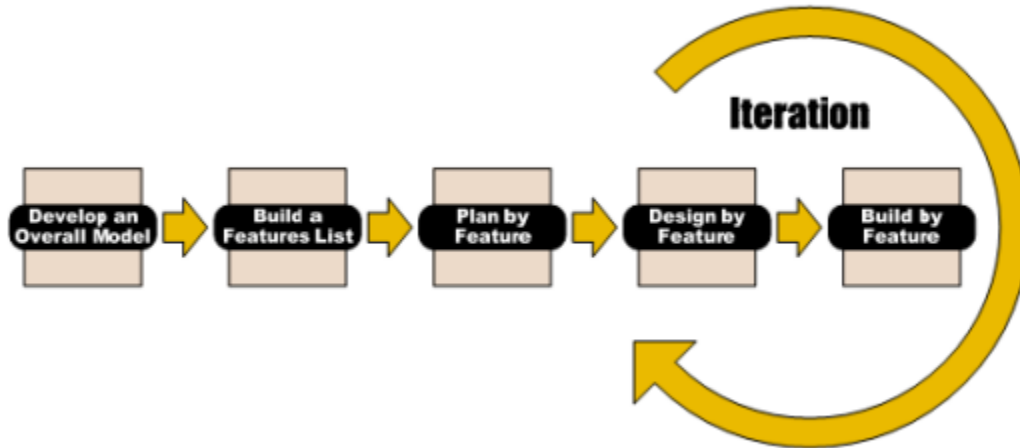 Iteration
Develop an
Overall Model
Build a
Features List
Plan by
Feature
Design by
Feature
Build by
Feature